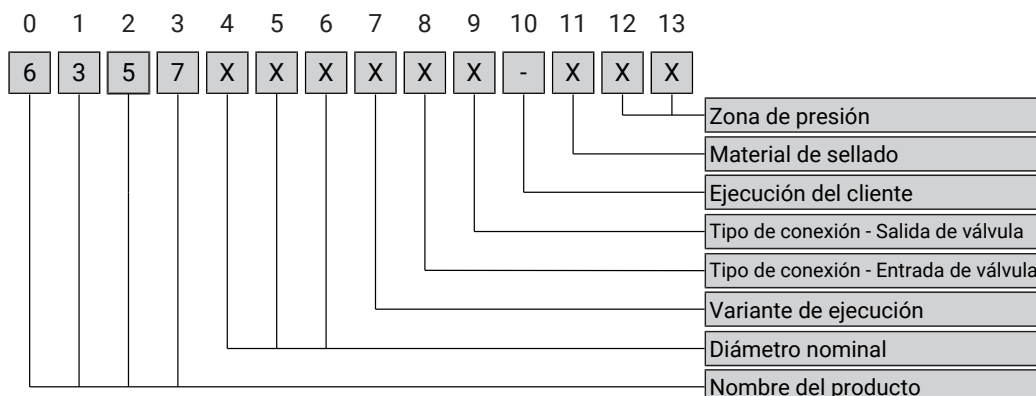 0 1 2 3 4 5 6 7 8 9 10 11 12 13
6 3 5 7 X X X X X X - X X X
Zona de presión
Material de sellado
Ejecución del cliente
Tipo de conexión - Salida de válvula
Tipo de conexión - Entrada de válvula
Variante de ejecución
Diámetro nominal
Nombre del producto